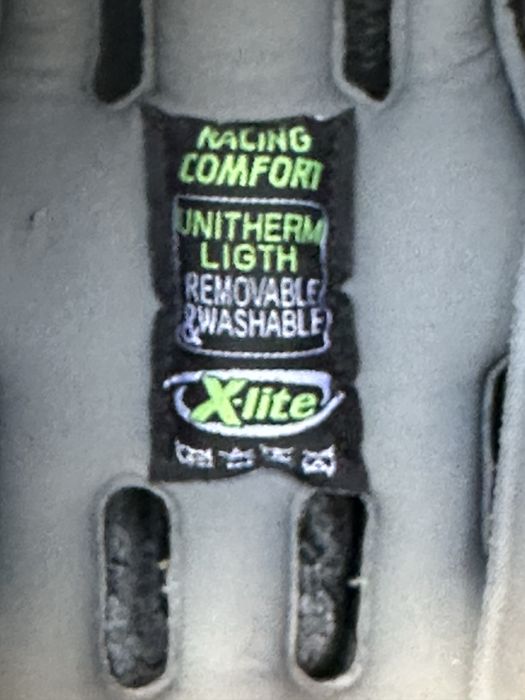 RACING
COMFORT
UNITHERM
LIGTH
REMOVABLE
&WASHABLE
X-lite